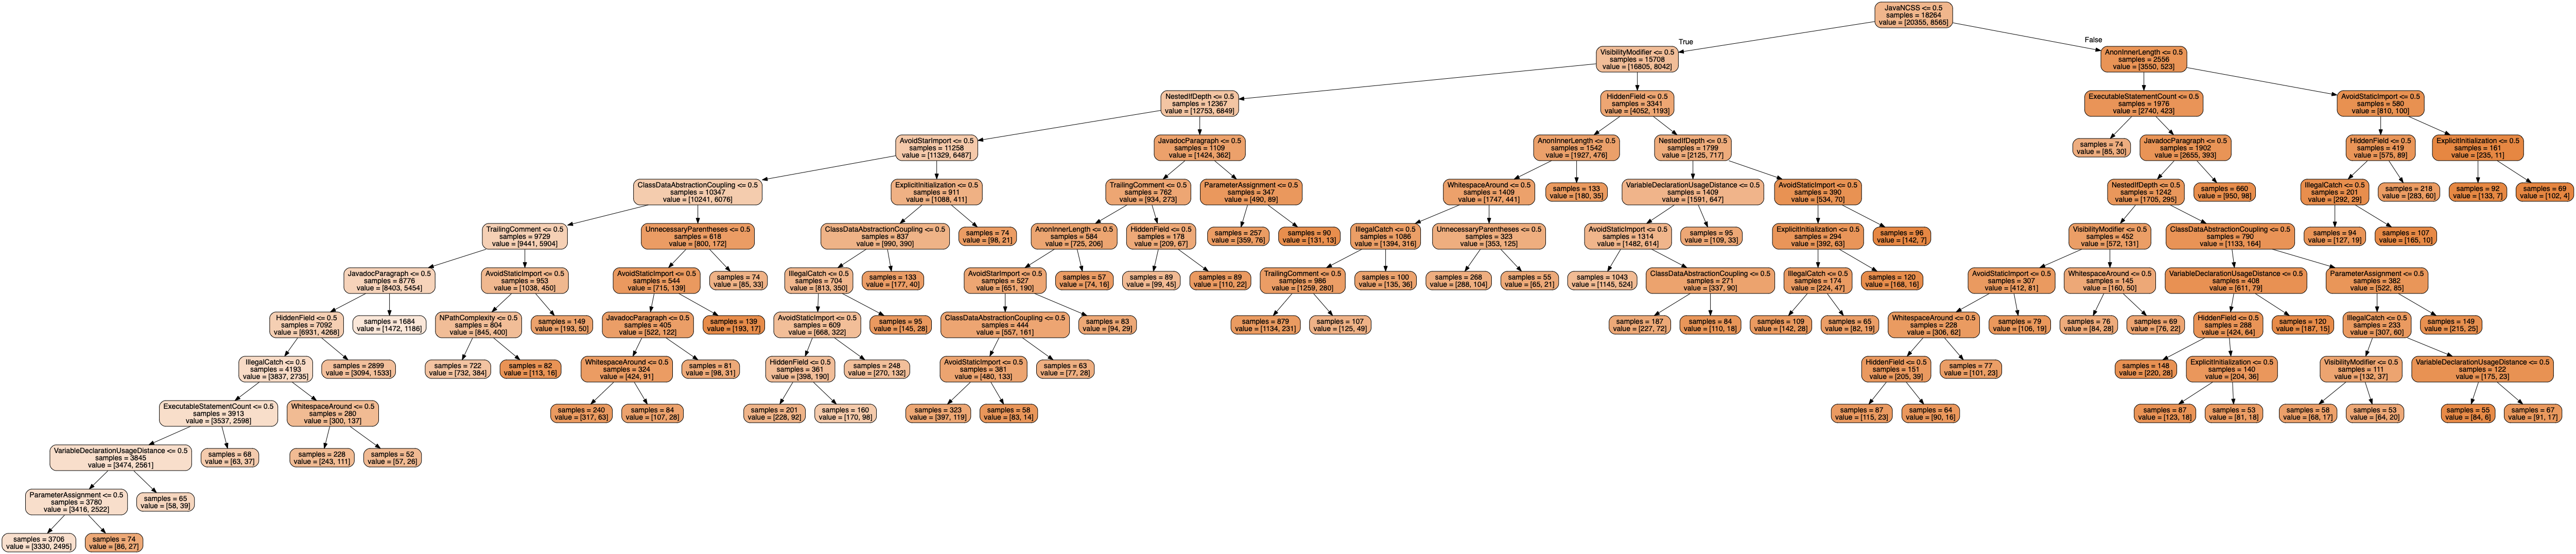 JavaNCSS <= 0.5
samples = 18264
value = [20355, 8565]
True
False
VisibilityModifier <= 0.5
samples = 15708
value = [16805, 8042]
AnonInnerLength <= 0.5
samples = 2556
value = [3550, 523]
NestedIfDepth <= 0.5
samples = 12367
value = [12753, 6849]
HiddenField <= 0.5
samples = 3341
value = [4052, 1193]
ExecutableStatementCount <= 0.5
samples = 1976
value = [2740, 423]
AvoidStaticImport <= 0.5
samples = 580
value = [810, 100]
AvoidStarImport <= 0.5
samples = 11258
value = [11329, 6487]
JavadocParagraph <= 0.5
samples = 1109
value = [1424, 362]
AnonInnerLength <= 0.5
samples = 1542
value = [1927, 476]
NestedIfDepth <= 0.5
samples = 1799
value = [2125, 717]
samples = 74
value = [85, 30]
JavadocParagraph <= 0.5
samples = 1902
value = [2655, 393]
HiddenField <= 0.5
samples = 419
value = [575, 89]
ExplicitInitialization <= 0.5
samples = 161
value = [235, 11]
ClassDataAbstractionCoupling <= 0.5
samples = 10347
value = [10241, 6076]
ExplicitInitialization <= 0.5
samples = 911
value = [1088, 411]
TrailingComment <= 0.5
samples = 762
value = [934, 273]
ParameterAssignment <= 0.5
samples = 347
value = [490, 89]
WhitespaceAround <= 0.5
samples = 1409
value = [1747, 441]
samples = 133
value = [180, 35]
VariableDeclarationUsageDistance <= 0.5
samples = 1409
value = [1591, 647]
AvoidStaticImport <= 0.5
samples = 390
value = [534, 70]
NestedIfDepth <= 0.5
samples = 1242
value = [1705, 295]
samples = 660
value = [950, 98]
IllegalCatch <= 0.5
samples = 201
value = [292, 29]
samples = 218
value = [283, 60]
samples = 92
value = [133, 7]
samples = 69
value = [102, 4]
TrailingComment <= 0.5
samples = 9729
value = [9441, 5904]
UnnecessaryParentheses <= 0.5
samples = 618
value = [800, 172]
ClassDataAbstractionCoupling <= 0.5
samples = 837
value = [990, 390]
samples = 74
value = [98, 21]
AnonInnerLength <= 0.5
samples = 584
value = [725, 206]
HiddenField <= 0.5
samples = 178
value = [209, 67]
samples = 257
value = [359, 76]
samples = 90
value = [131, 13]
IllegalCatch <= 0.5
samples = 1086
value = [1394, 316]
UnnecessaryParentheses <= 0.5
samples = 323
value = [353, 125]
AvoidStaticImport <= 0.5
samples = 1314
value = [1482, 614]
samples = 95
value = [109, 33]
ExplicitInitialization <= 0.5
samples = 294
value = [392, 63]
samples = 96
value = [142, 7]
VisibilityModifier <= 0.5
samples = 452
value = [572, 131]
ClassDataAbstractionCoupling <= 0.5
samples = 790
value = [1133, 164]
samples = 94
value = [127, 19]
samples = 107
value = [165, 10]
JavadocParagraph <= 0.5
samples = 8776
value = [8403, 5454]
AvoidStaticImport <= 0.5
samples = 953
value = [1038, 450]
AvoidStaticImport <= 0.5
samples = 544
value = [715, 139]
samples = 74
value = [85, 33]
IllegalCatch <= 0.5
samples = 704
value = [813, 350]
samples = 133
value = [177, 40]
AvoidStarImport <= 0.5
samples = 527
value = [651, 190]
samples = 57
value = [74, 16]
samples = 89
value = [99, 45]
samples = 89
value = [110, 22]
TrailingComment <= 0.5
samples = 986
value = [1259, 280]
samples = 100
value = [135, 36]
samples = 268
value = [288, 104]
samples = 55
value = [65, 21]
samples = 1043
value = [1145, 524]
ClassDataAbstractionCoupling <= 0.5
samples = 271
value = [337, 90]
IllegalCatch <= 0.5
samples = 174
value = [224, 47]
samples = 120
value = [168, 16]
AvoidStaticImport <= 0.5
samples = 307
value = [412, 81]
WhitespaceAround <= 0.5
samples = 145
value = [160, 50]
VariableDeclarationUsageDistance <= 0.5
samples = 408
value = [611, 79]
ParameterAssignment <= 0.5
samples = 382
value = [522, 85]
HiddenField <= 0.5
samples = 7092
value = [6931, 4268]
samples = 1684
value = [1472, 1186]
NPathComplexity <= 0.5
samples = 804
value = [845, 400]
samples = 149
value = [193, 50]
JavadocParagraph <= 0.5
samples = 405
value = [522, 122]
samples = 139
value = [193, 17]
AvoidStaticImport <= 0.5
samples = 609
value = [668, 322]
samples = 95
value = [145, 28]
ClassDataAbstractionCoupling <= 0.5
samples = 444
value = [557, 161]
samples = 83
value = [94, 29]
samples = 879
value = [1134, 231]
samples = 107
value = [125, 49]
samples = 187
value = [227, 72]
samples = 84
value = [110, 18]
samples = 109
value = [142, 28]
samples = 65
value = [82, 19]
WhitespaceAround <= 0.5
samples = 228
value = [306, 62]
samples = 79
value = [106, 19]
samples = 76
value = [84, 28]
samples = 69
value = [76, 22]
HiddenField <= 0.5
samples = 288
value = [424, 64]
samples = 120
value = [187, 15]
IllegalCatch <= 0.5
samples = 233
value = [307, 60]
samples = 149
value = [215, 25]
IllegalCatch <= 0.5
samples = 4193
value = [3837, 2735]
samples = 2899
value = [3094, 1533]
samples = 722
value = [732, 384]
samples = 82
value = [113, 16]
WhitespaceAround <= 0.5
samples = 324
value = [424, 91]
samples = 81
value = [98, 31]
HiddenField <= 0.5
samples = 361
value = [398, 190]
samples = 248
value = [270, 132]
AvoidStaticImport <= 0.5
samples = 381
value = [480, 133]
samples = 63
value = [77, 28]
HiddenField <= 0.5
samples = 151
value = [205, 39]
samples = 77
value = [101, 23]
samples = 148
value = [220, 28]
ExplicitInitialization <= 0.5
samples = 140
value = [204, 36]
VisibilityModifier <= 0.5
samples = 111
value = [132, 37]
VariableDeclarationUsageDistance <= 0.5
samples = 122
value = [175, 23]
ExecutableStatementCount <= 0.5
samples = 3913
value = [3537, 2598]
WhitespaceAround <= 0.5
samples = 280
value = [300, 137]
samples = 240
value = [317, 63]
samples = 84
value = [107, 28]
samples = 201
value = [228, 92]
samples = 160
value = [170, 98]
samples = 323
value = [397, 119]
samples = 58
value = [83, 14]
samples = 87
value = [115, 23]
samples = 64
value = [90, 16]
samples = 87
value = [123, 18]
samples = 53
value = [81, 18]
samples = 58
value = [68, 17]
samples = 53
value = [64, 20]
samples = 55
value = [84, 6]
samples = 67
value = [91, 17]
VariableDeclarationUsageDistance <= 0.5
samples = 3845
value = [3474, 2561]
samples = 68
value = [63, 37]
samples = 228
value = [243, 111]
samples = 52
value = [57, 26]
ParameterAssignment <= 0.5
samples = 3780
value = [3416, 2522]
samples = 65
value = [58, 39]
samples = 3706
value = [3330, 2495]
samples = 74
value = [86, 27]